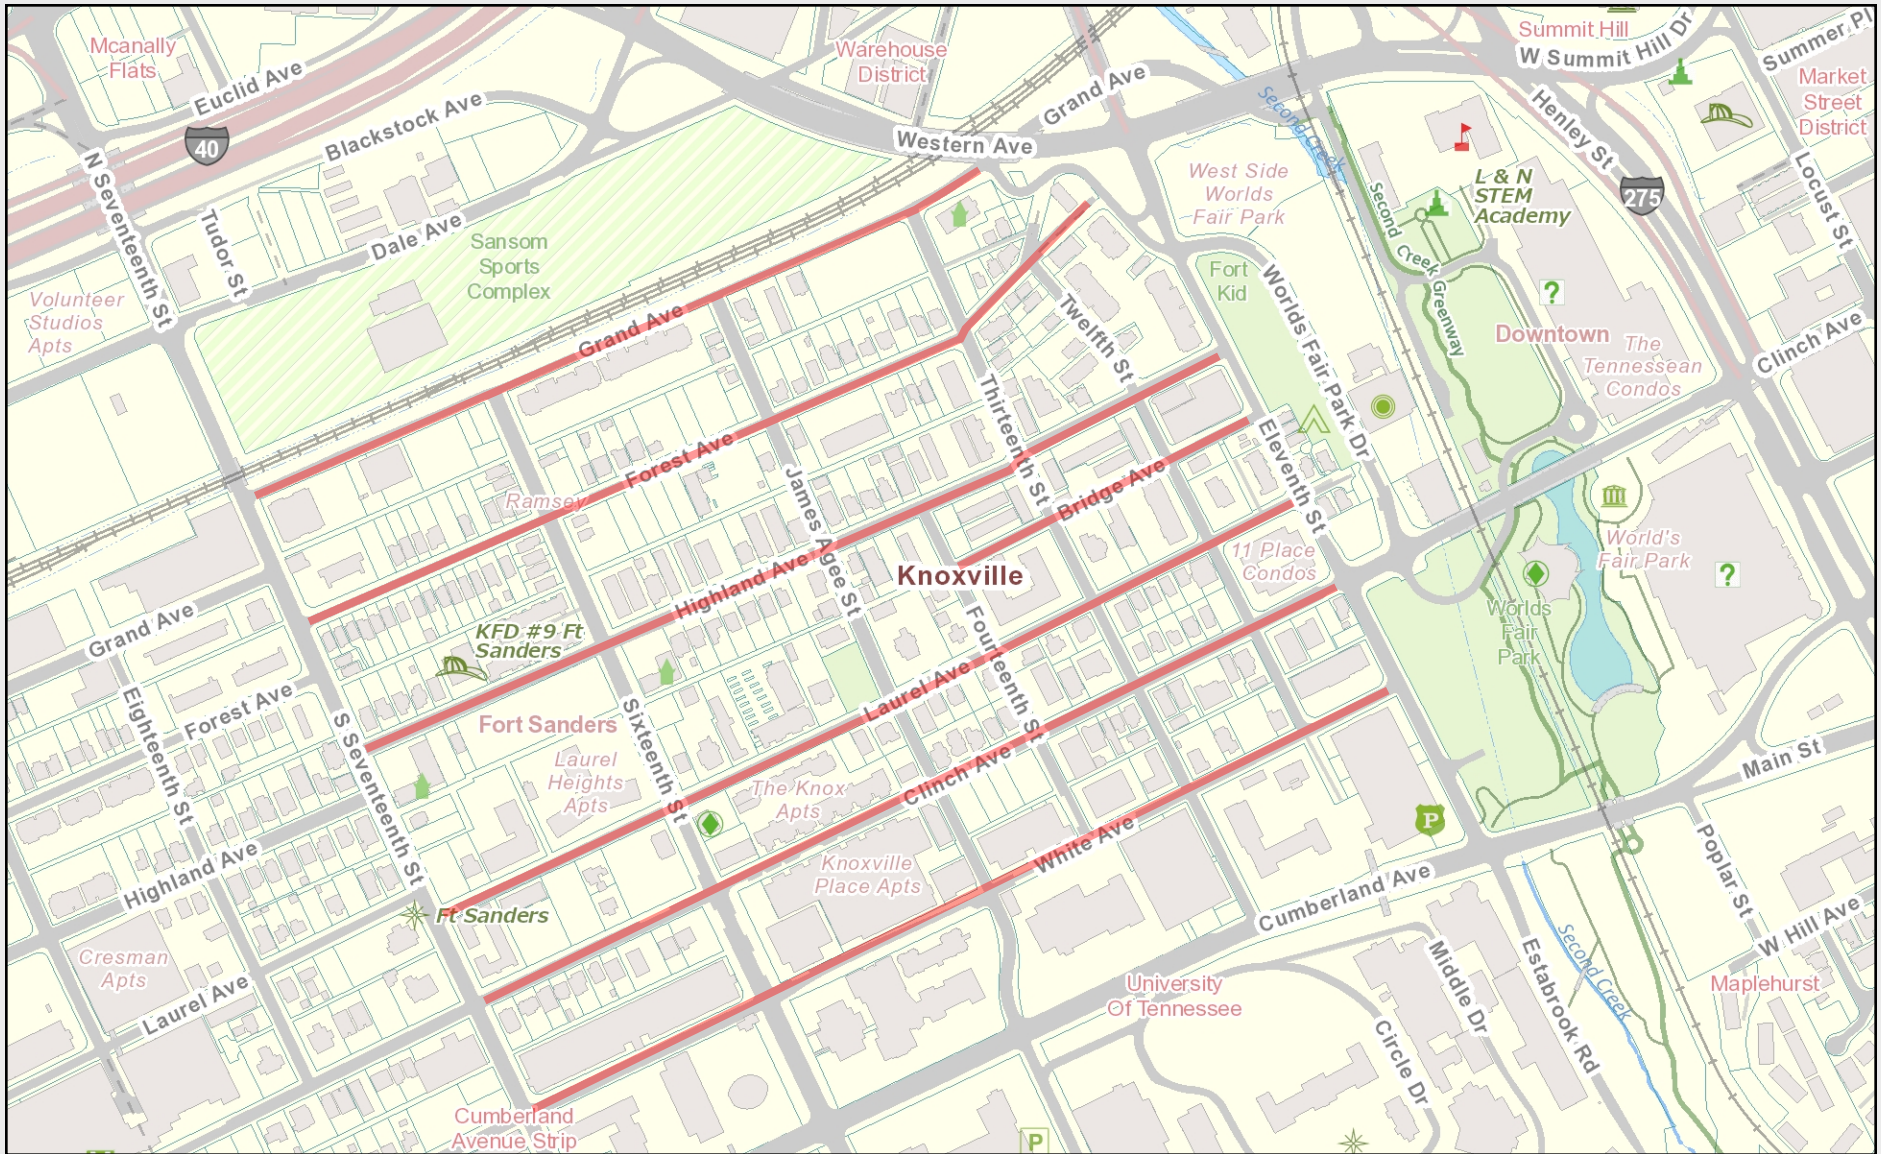 Mcanally
Flats
Euclid Ave
40
Blackstock Ave
Warehouse
District
Grand Ave
Western Ave
Summit Hill
W Summit Hill Dr
Summer Pl
Market
Street
District
Henley St
275
Locust St
L & N
STEM
Academy
Second Creek
Second Creek Greenway
West Side
Worlds
Fair Park
N Seventeenth St
Tudor St
Dale Ave
Sansom
Sports
Complex
Volunteer
Studios
Apts
Fort
Kid
Worlds Fair Park Dr
?
Downtown
The
Tennessean
Condos
Clinch Ave
Grand Ave
Twelfth St
Thirteenth St
Forest Ave
Ramsey
James Agee St
Bridge Ave
Eleventh St
11 Place
Condos
World's
Fair Park
?
Knoxville
Highland Ave
Grand Ave
KFD #9 Ft
Sanders
Fourteenth St
Worlds
Fair
Park
Laurel Ave
Forest Ave
Eighteenth St
S Seventeenth St
Fort Sanders
Sixteenth St
Laurel
Heights
Apts
The Knox
Apts
Clinch Ave
Main St
Knoxville
Place Apts
White Ave
P
Poplar St
Highland Ave
Ft Sanders
Cumberland Ave
W Hill Ave
Cresman
Apts
Laurel Ave
University
Of Tennessee
Middle Dr
Estabrook Rd
Second Creek
Maplehurst
Circle Dr
Cumberland
Avenue Strip
P